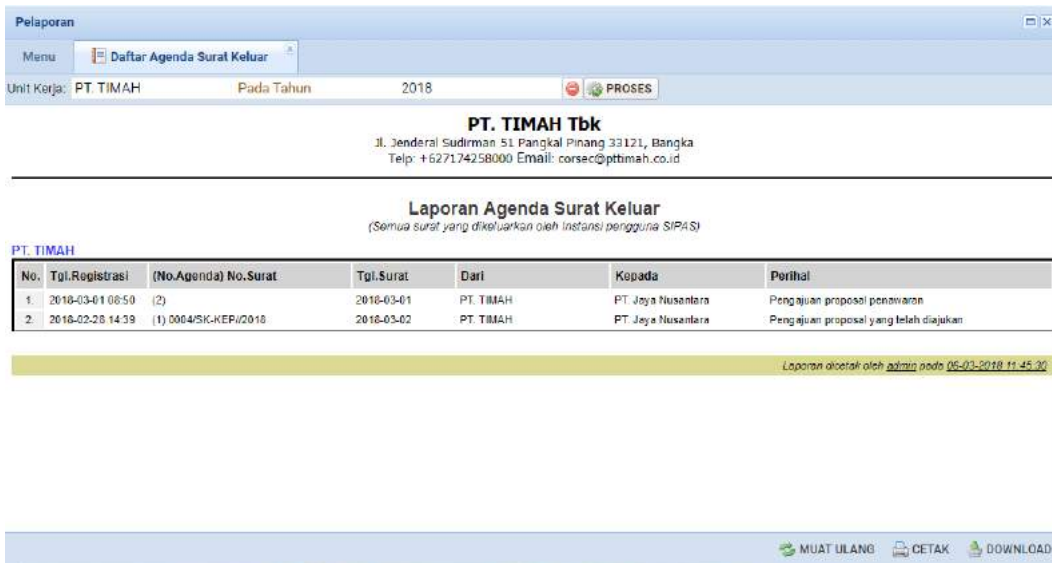 Pelaporan
Menu Daftar Agenda Surat Keluar
Unit Kerja: PT. TIMAH Pada Tahun 2018 PROSES
PT. TIMAH Tbk
Jl. Jenderal Sudirman 51 Pangkal Pinang 33121, Bangka
Telp: +627174258000 Email: corsec@pttimah.co.id
Laporan Agenda Surat Keluar
(Semua surat yang dikeluarkan oleh Instansi pengguna SIPAS)
PT. TIMAH
No. Tgl.Registrasi (No.Agenda) No.Surat Tgl.Surat Dari Kepada Perihal
1. 2018-03-01 08:50 (2) 2018-03-01 PT. TIMAH PT. Jaya Nusantara Pengajuan proposal penawaran
2. 2018-02-28 14:39 (1) 0004/SK-KEP//2018 2018-03-02 PT. TIMAH PT. Jaya Nusantara Pengajuan proposal yang telah diajukan
Laporan dicetak oleh admin pada 06-03-2018 11:45:30
MUAT ULANG CETAK DOWNLOAD